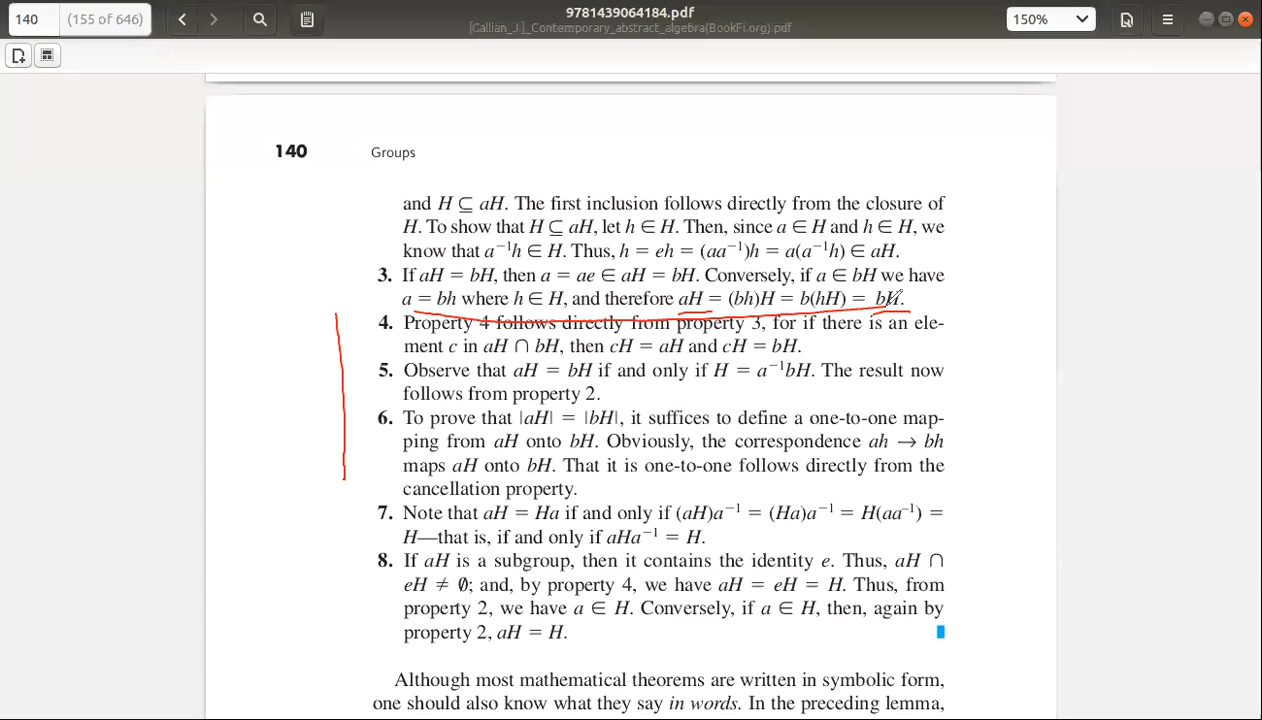 140 (155 of 646)
9781439064184.pdf
[Gallian_J.]_Contemporary_abstract_algebra(BookFi.org).pdf
150%
140 Groups
and H ⊆ aH. The first inclusion follows directly from the closure of
H. To show that H ⊆ aH, let h ∈ H. Then, since a ∈ H and h ∈ H, we
know that a⁻¹h ∈ H. Thus, h = eh = (aa⁻¹)h = a(a⁻¹h) ∈ aH.
3. If aH = bH, then a = ae ∈ aH = bH. Conversely, if a ∈ bH we have
a = bh where h ∈ H, and therefore aH = (bh)H = b(hH) = bH.
4. Property 4 follows directly from property 3, for if there is an ele-
ment c in aH ∩ bH, then cH = aH and cH = bH.
5. Observe that aH = bH if and only if H = a⁻¹bH. The result now
follows from property 2.
6. To prove that |aH| = |bH|, it suffices to define a one-to-one map-
ping from aH onto bH. Obviously, the correspondence ah → bh
maps aH onto bH. That it is one-to-one follows directly from the
cancellation property.
7. Note that aH = Ha if and only if (aH)a⁻¹ = (Ha)a⁻¹ = H(aa⁻¹) =
H—that is, if and only if aHa⁻¹ = H.
8. If aH is a subgroup, then it contains the identity e. Thus, aH ∩
eH ≠ ∅; and, by property 4, we have aH = eH = H. Thus, from
property 2, we have a ∈ H. Conversely, if a ∈ H, then, again by
property 2, aH = H.
Although most mathematical theorems are written in symbolic form,
one should also know what they say in words. In the preceding lemma,